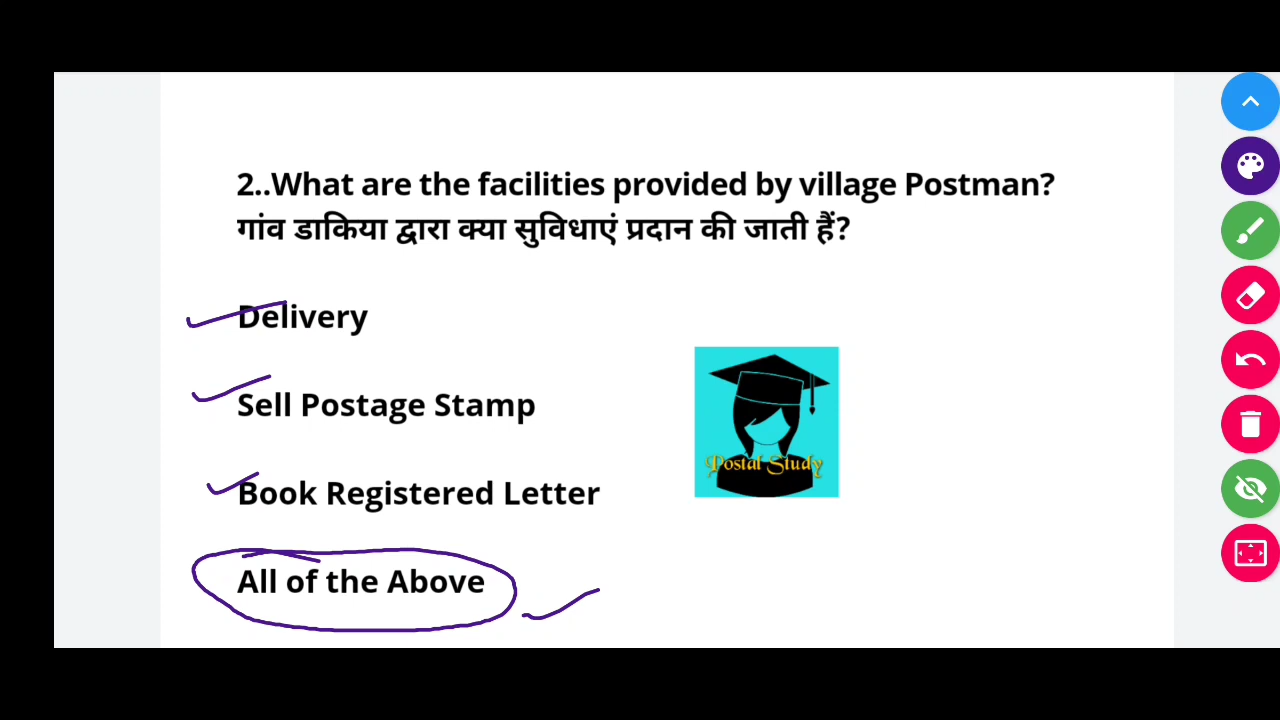 2..What are the facilities provided by village Postman?
गांव डाकिया द्वारा क्या सुविधाएं प्रदान की जाती हैं?
Delivery
Sell Postage Stamp
Postal Study
Book Registered Letter
All of the Above